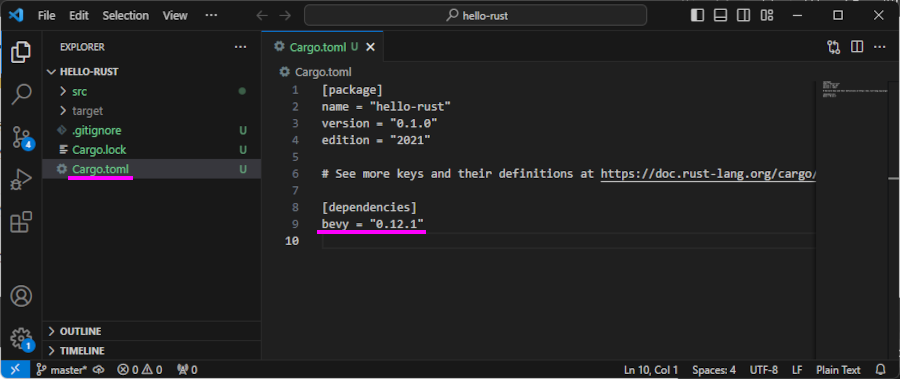 File Edit Selection ··· hello-rust
EXPLORER ···
HELLO-RUST
src
target
.gitignore U
Cargo.lock U
Cargo.toml U
OUTLINE
TIMELINE
4
1
Cargo.toml U
Cargo.toml
1 [package]
2 name = "hello-rust"
3 version = "0.1.0"
4 edition = "2021"
5
6 # See more keys and their definitions at https://doc.rust-lang.org/cargo/
7
8 [dependencies]
9 bevy = "0.12.1"
10
master* 0 0 0 Ln 10, Col 1 Spaces: 4 UTF-8 LF Plain Text